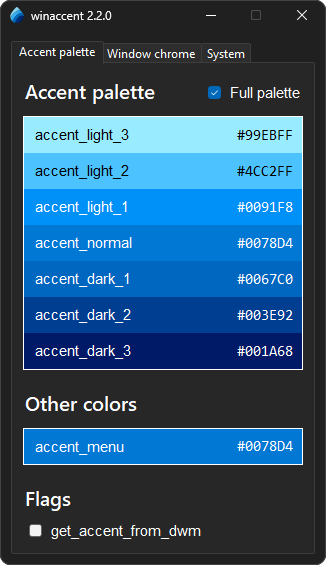 winaccent 2.2.0
Accent palette Window chrome System
Accent palette Full palette
accent_light_3 #99EBFF
accent_light_2 #4CC2FF
accent_light_1 #0091F8
accent_normal #0078D4
accent_dark_1 #0067C0
accent_dark_2 #003E92
accent_dark_3 #001A68
Other colors
accent_menu #0078D4
Flags
get_accent_from_dwm